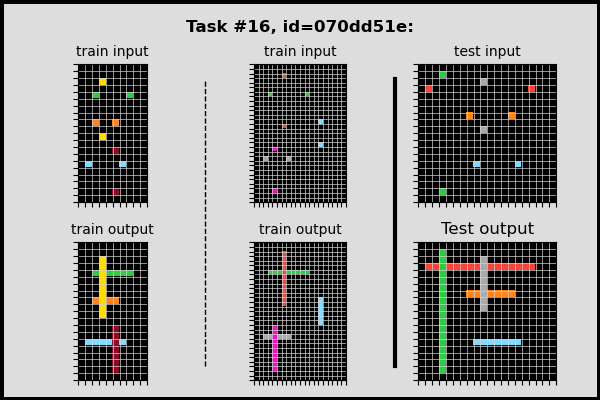 Task #16, id=070dd51e:
train input
train input
test input
train output
train output
Test output